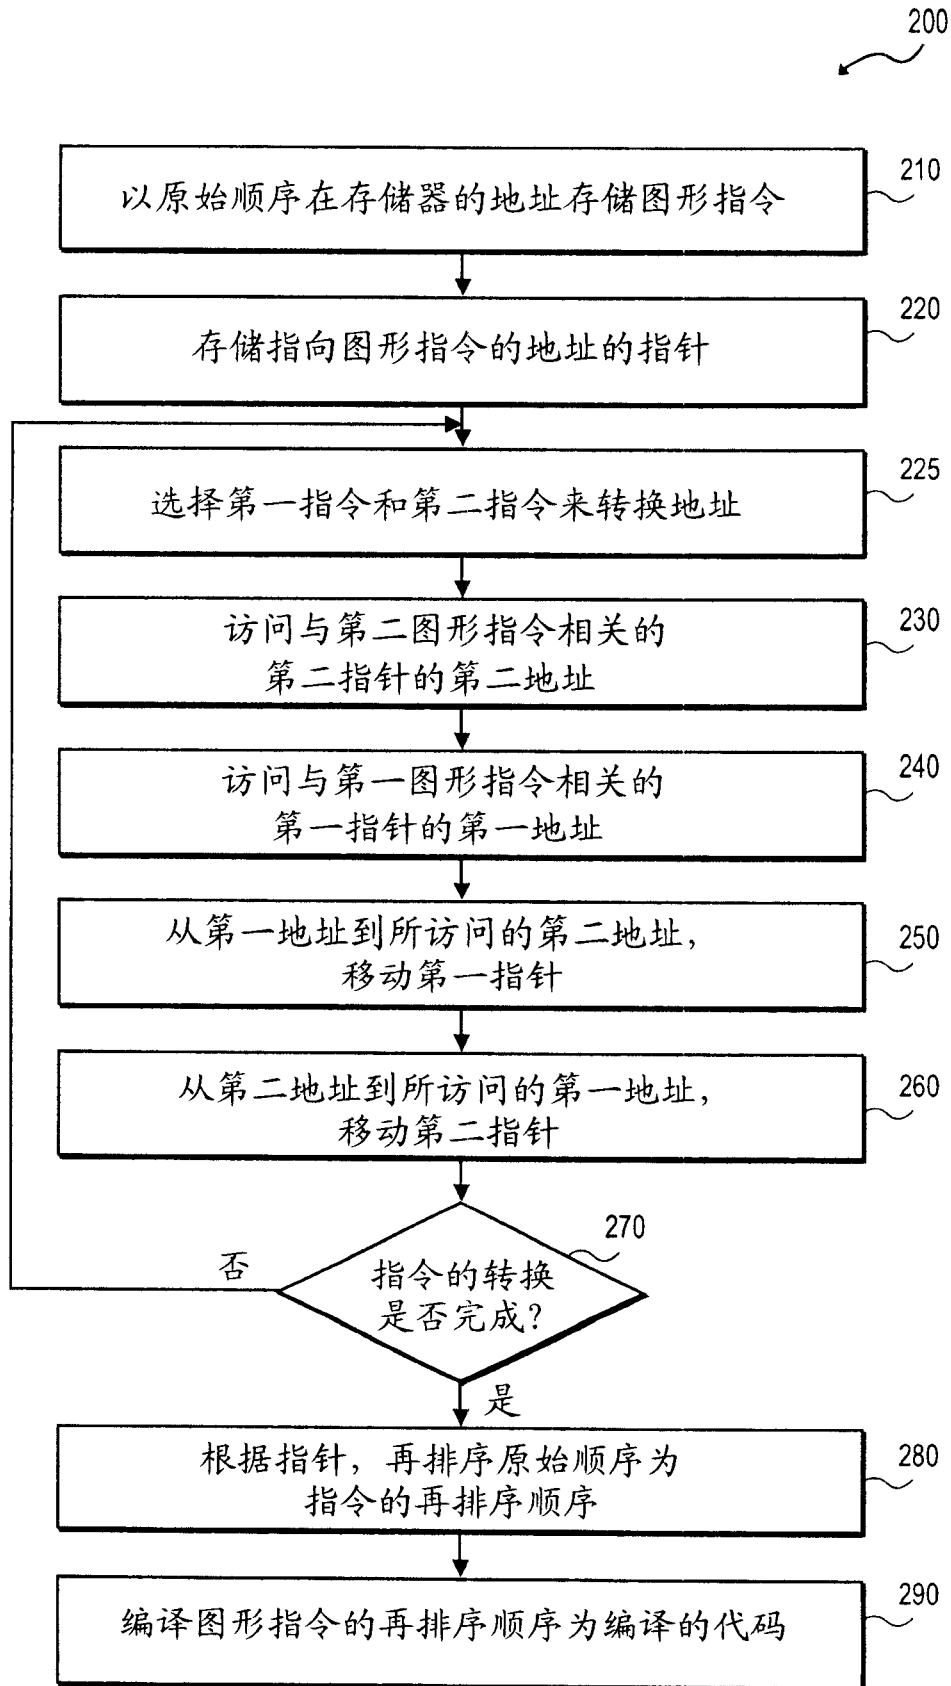 200
以原始顺序在存储器的地址存储图形指令
210
存储指向图形指令的地址的指针
220
选择第一指令和第二指令来转换地址
225
访问与第二图形指令相关的
第二指针的第二地址
230
访问与第一图形指令相关的
第一指针的第一地址
240
从第一地址到所访问的第二地址,
移动第一指针
250
从第二地址到所访问的第一地址,
移动第二指针
260
指令的转换
是否完成?
270
否
是
根据指针,再排序原始顺序为
指令的再排序顺序
280
编译图形指令的再排序顺序为编译的代码
290